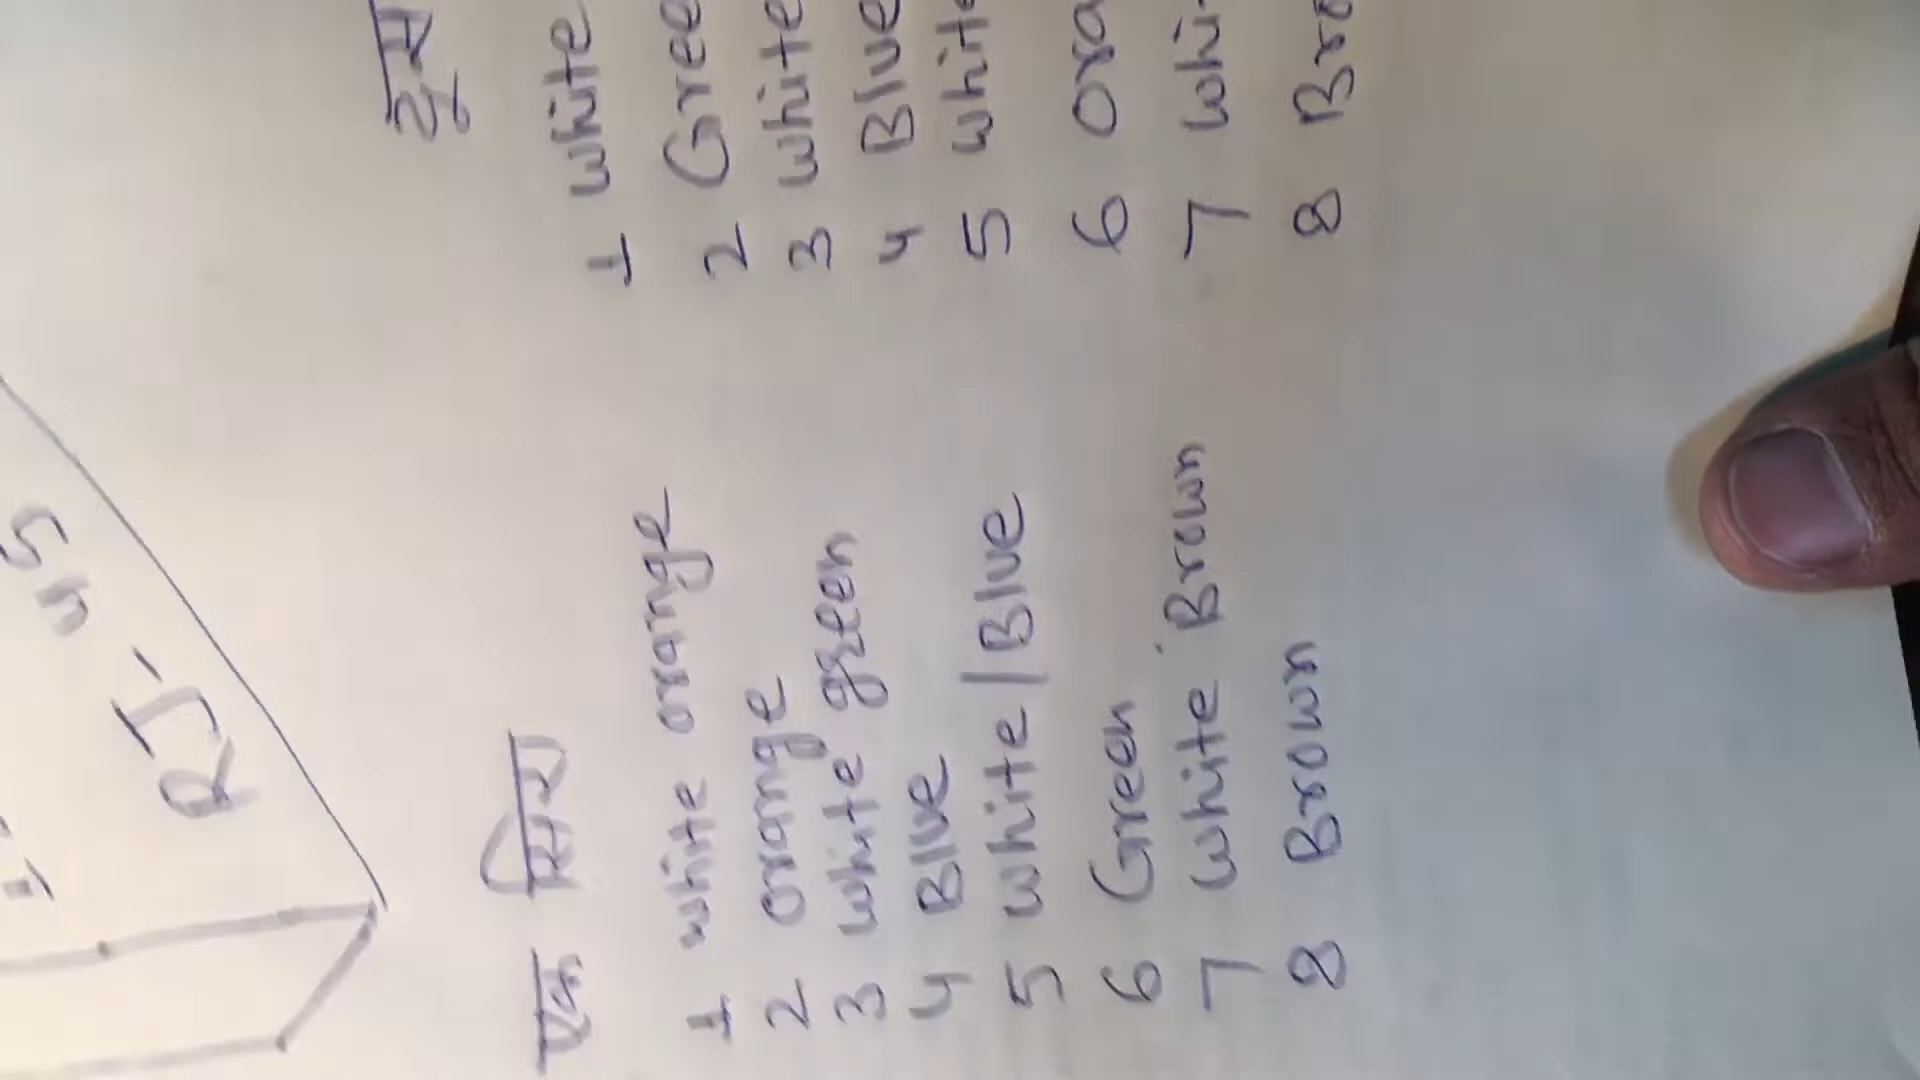 RJ-45
एक सिरा
1 white orange
2 orange
3 white green
4 Blue
5 white/Blue
6 Green
7 white Brown
8 Brown
1 white
2 Gree
3 white
4 Blue
5 white
6 ora
7 whi
8 Bro